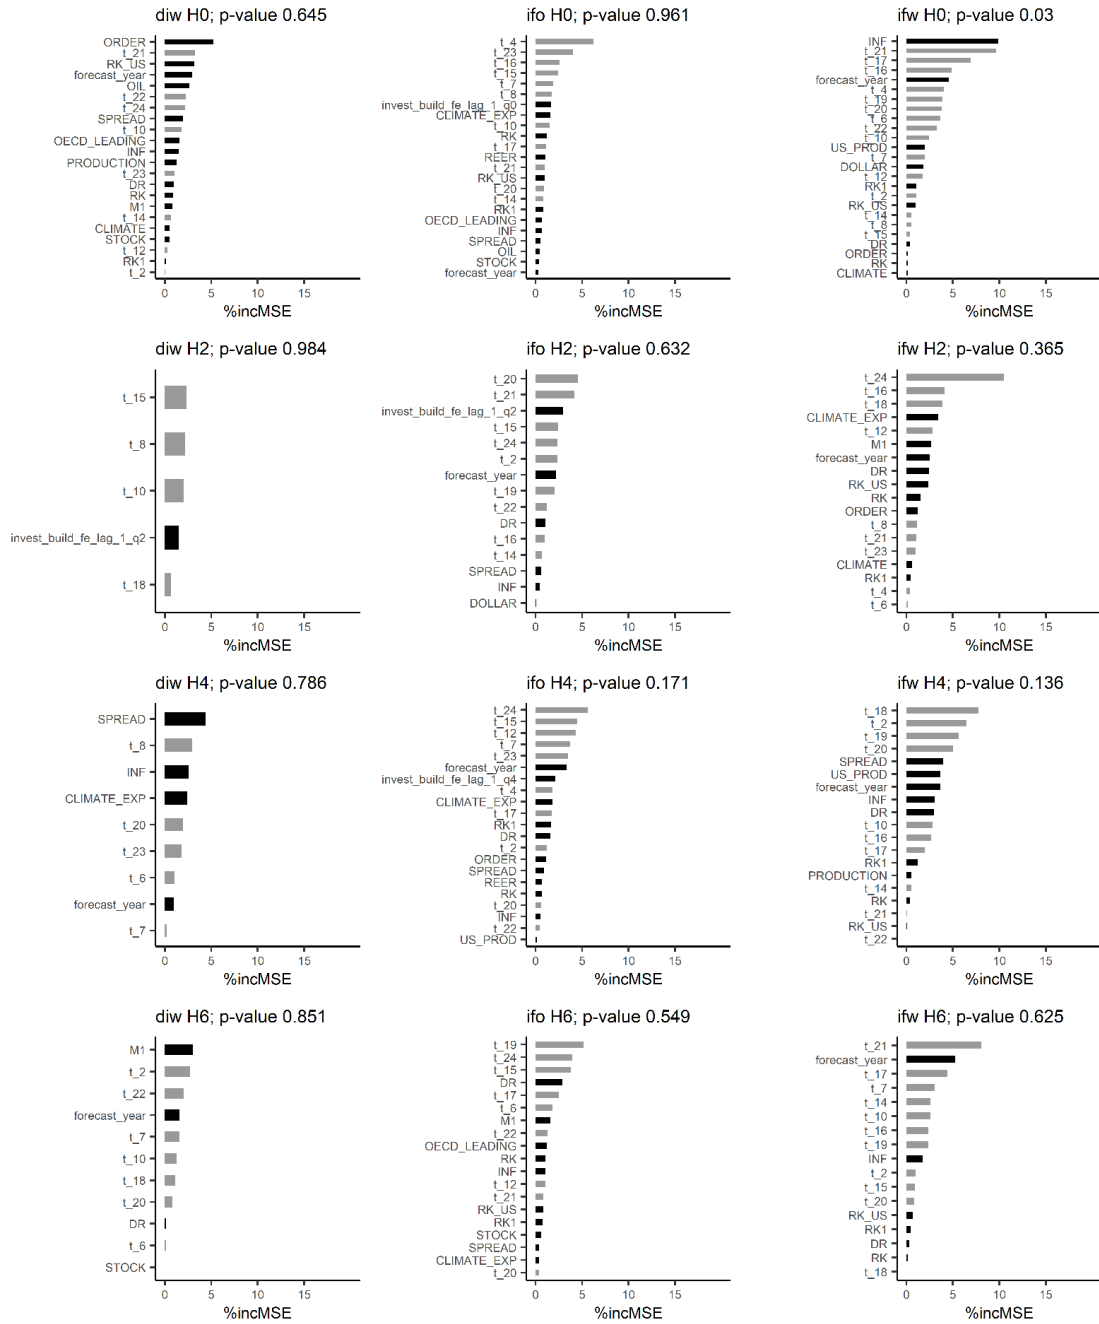 diw H0; p-value 0.645
ORDER
t_21
RK_US
forecast_year
OIL
t_22
t_24
SPREAD
t_10
OECD_LEADING
INF
PRODUCTION
t_23
DR
RK
M1
t_14
CLIMATE
STOCK
t_12
RK1
t_2
0 5 10 15
%incMSE
ifo H0; p-value 0.961
t_4
t_23
t_16
t_15
t_7
t_8
invest_build_fe_lag_1_q0
CLIMATE_EXP
t_10
RK
t_17
REER
t_21
RK_US
t_20
t_14
RK1
OECD_LEADING
INF
SPREAD
OIL
STOCK
forecast_year
0 5 10 15
%incMSE
ifw H0; p-value 0.03
INF
t_21
t_17
t_16
forecast_year
t_4
t_19
t_20
t_6
t_22
t_10
US_PROD
t_7
DOLLAR
t_12
RK1
t_2
RK_US
t_14
t_8
t_15
DR
ORDER
RK
CLIMATE
0 5 10 15
%incMSE
diw H2; p-value 0.984
t_15
t_8
t_10
invest_build_fe_lag_1_q2
t_18
0 5 10 15
%incMSE
ifo H2; p-value 0.632
t_20
t_21
invest_build_fe_lag_1_q2
t_15
t_24
t_2
forecast_year
t_19
t_22
DR
t_16
t_14
SPREAD
INF
DOLLAR
0 5 10 15
%incMSE
ifw H2; p-value 0.365
t_24
t_16
t_18
CLIMATE_EXP
t_12
M1
forecast_year
DR
RK_US
RK
ORDER
t_8
t_21
t_23
CLIMATE
RK1
t_4
t_6
0 5 10 15
%incMSE
diw H4; p-value 0.786
SPREAD
t_8
INF
CLIMATE_EXP
t_20
t_23
t_6
forecast_year
t_7
0 5 10 15
%incMSE
ifo H4; p-value 0.171
t_24
t_15
t_12
t_7
t_23
forecast_year
invest_build_fe_lag_1_q4
t_4
CLIMATE_EXP
t_17
RK1
DR
t_2
ORDER
SPREAD
REER
RK
t_20
INF
t_22
US_PROD
0 5 10 15
%incMSE
ifw H4; p-value 0.136
t_18
t_2
t_19
t_20
SPREAD
US_PROD
forecast_year
INF
DR
t_10
t_16
t_17
RK1
PRODUCTION
t_14
RK
t_21
RK_US
t_22
0 5 10 15
%incMSE
diw H6; p-value 0.851
M1
t_2
t_22
forecast_year
t_7
t_10
t_18
t_20
DR
t_6
STOCK
0 5 10 15
%incMSE
ifo H6; p-value 0.549
t_19
t_24
t_15
DR
t_17
t_6
M1
t_22
OECD_LEADING
RK
INF
t_12
t_21
RK_US
RK1
STOCK
SPREAD
CLIMATE_EXP
t_20
0 5 10 15
%incMSE
ifw H6; p-value 0.625
t_21
forecast_year
t_17
t_7
t_14
t_10
t_16
t_19
INF
t_2
t_15
t_20
RK_US
RK1
DR
RK
t_18
0 5 10 15
%incMSE